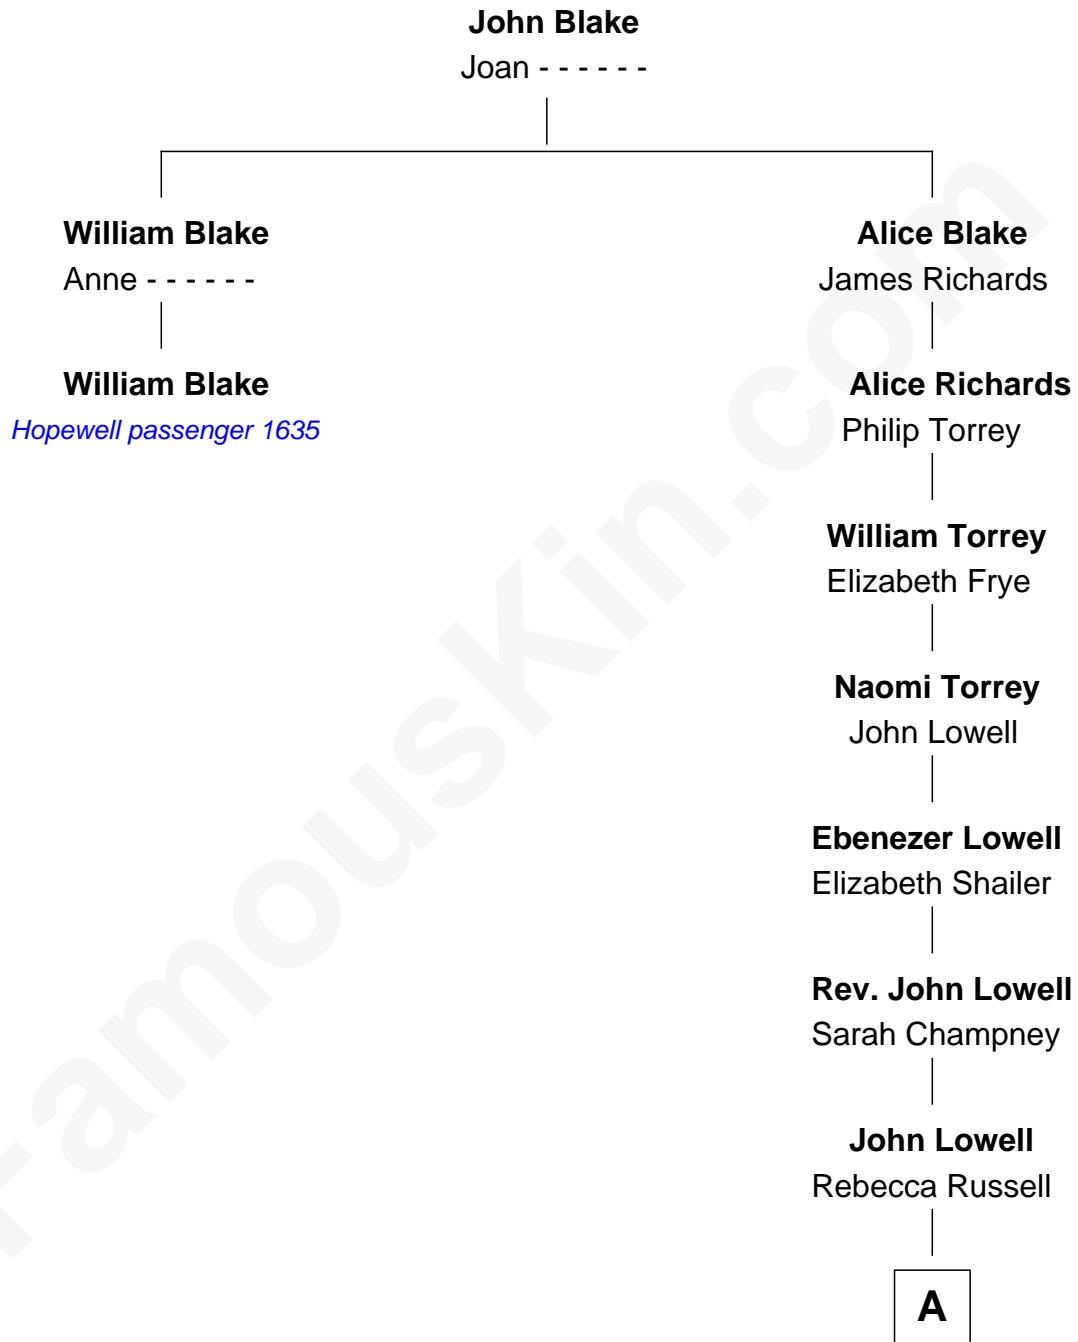 John Blake
Joan - - - - - -
William Blake
Anne - - - - - -
William Blake
Hopewell passenger 1635
Alice Blake
James Richards
Alice Richards
Philip Torrey
William Torrey
Elizabeth Frye
Naomi Torrey
John Lowell
Ebenezer Lowell
Elizabeth Shailer
Rev. John Lowell
Sarah Champney
John Lowell
Rebecca Russell
A
FamousKin.com